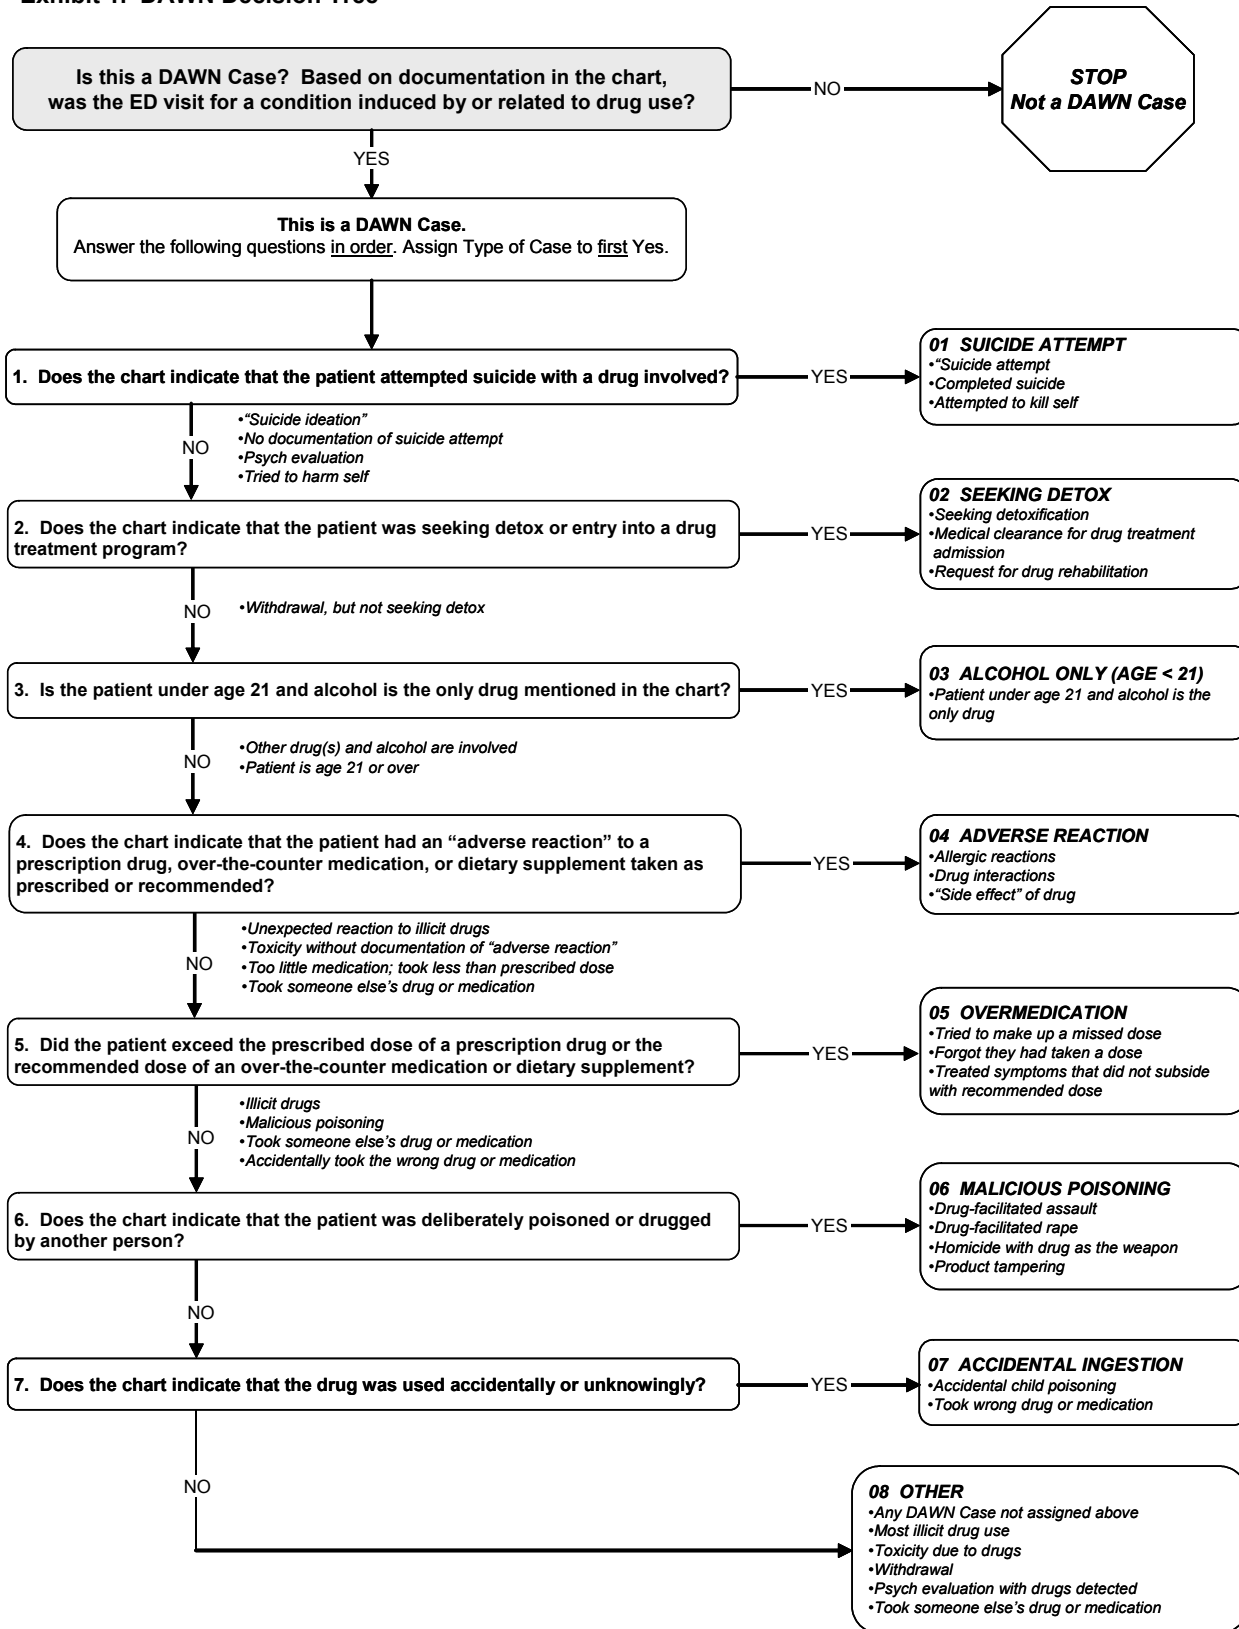 Is this a DAWN Case? Based on documentation in the chart,
was the ED visit for a condition induced by or related to drug use?
NO
STOP
Not a DAWN Case
YES
This is a DAWN Case.
Answer the following questions in order. Assign Type of Case to first Yes.
1. Does the chart indicate that the patient attempted suicide with a drug involved?
YES
01 SUICIDE ATTEMPT
•“Suicide attempt
•Completed suicide
•Attempted to kill self
NO
•“Suicide ideation”
•No documentation of suicide attempt
•Psych evaluation
•Tried to harm self
2. Does the chart indicate that the patient was seeking detox or entry into a drug
treatment program?
YES
02 SEEKING DETOX
•Seeking detoxification
•Medical clearance for drug treatment
admission
•Request for drug rehabilitation
NO
•Withdrawal, but not seeking detox
3. Is the patient under age 21 and alcohol is the only drug mentioned in the chart?
YES
03 ALCOHOL ONLY (AGE < 21)
•Patient under age 21 and alcohol is the
only drug
NO
•Other drug(s) and alcohol are involved
•Patient is age 21 or over
4. Does the chart indicate that the patient had an “adverse reaction” to a
prescription drug, over-the-counter medication, or dietary supplement taken as
prescribed or recommended?
YES
04 ADVERSE REACTION
•Allergic reactions
•Drug interactions
•“Side effect” of drug
NO
•Unexpected reaction to illicit drugs
•Toxicity without documentation of “adverse reaction”
•Too little medication; took less than prescribed dose
•Took someone else’s drug or medication
5. Did the patient exceed the prescribed dose of a prescription drug or the
recommended dose of an over-the-counter medication or dietary supplement?
YES
05 OVERMEDICATION
•Tried to make up a missed dose
•Forgot they had taken a dose
•Treated symptoms that did not subside
with recommended dose
NO
•Illicit drugs
•Malicious poisoning
•Took someone else’s drug or medication
•Accidentally took the wrong drug or medication
6. Does the chart indicate that the patient was deliberately poisoned or drugged
by another person?
YES
06 MALICIOUS POISONING
•Drug-facilitated assault
•Drug-facilitated rape
•Homicide with drug as the weapon
•Product tampering
NO
7. Does the chart indicate that the drug was used accidentally or unknowingly?
YES
07 ACCIDENTAL INGESTION
•Accidental child poisoning
•Took wrong drug or medication
NO
08 OTHER
•Any DAWN Case not assigned above
•Most illicit drug use
•Toxicity due to drugs
•Withdrawal
•Psych evaluation with drugs detected
•Took someone else’s drug or medication